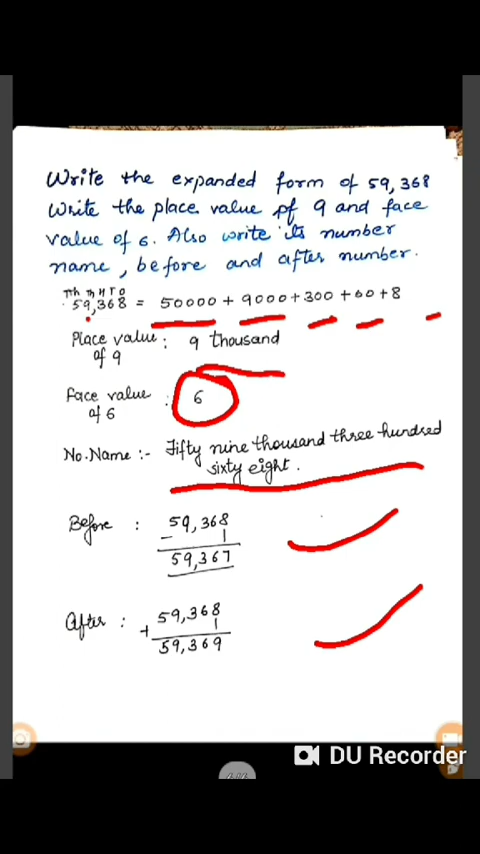 Write the expanded form of 59,368
Write the place value of 9 and face
value of 6. Also write its number
name, before and after number.
TTh Th H T O
59,368 = 50000 + 9000 + 300 + 60 + 8
Place value of 9 : 9 thousand
Face value of 6 : 6
No. Name :- Fifty nine thousand three hundred
sixty eight.
Before : 59,368
- 1
59,367
After : 59,368
+ 1
59,369
DU Recorder